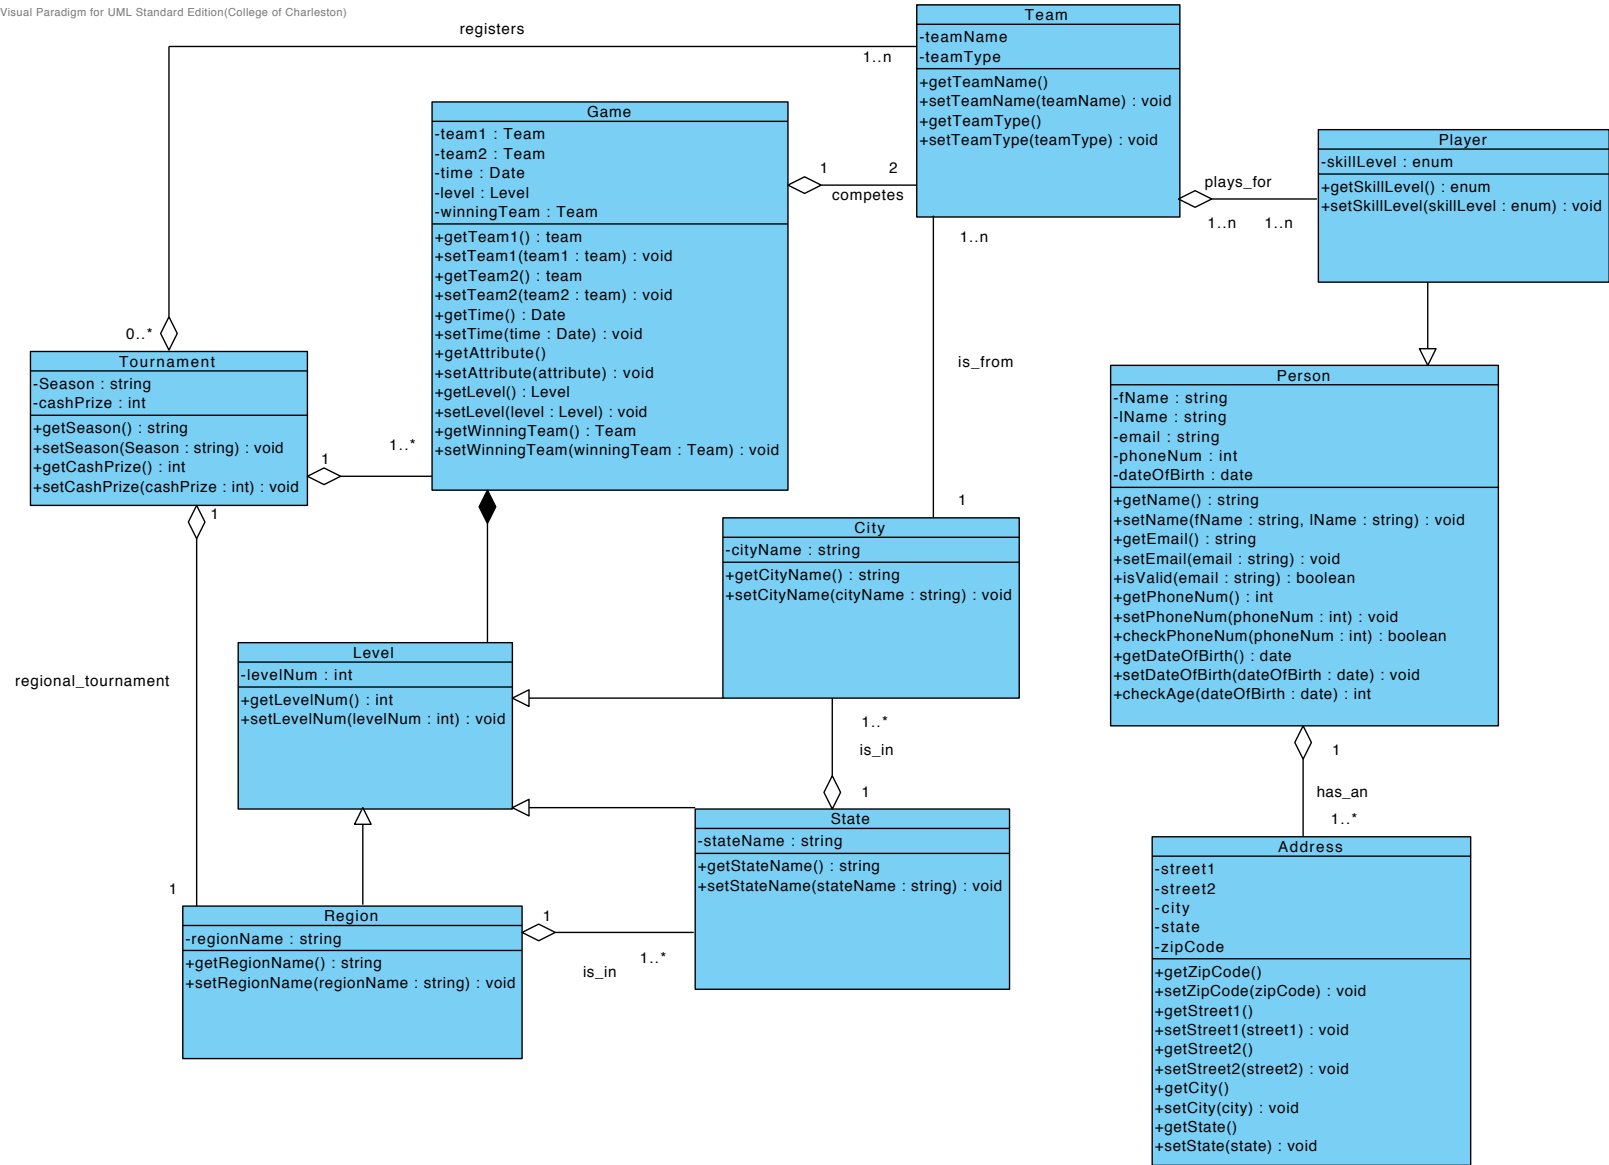 Visual Paradigm for UML Standard Edition(College of Charleston)
registers
1..n
Team
-teamName
-teamType
+getTeamName()
+setTeamName(teamName) : void
+getTeamType()
+setTeamType(teamType) : void
Game
-team1 : Team
-team2 : Team
-time : Date
-level : Level
-winningTeam : Team
+getTeam1() : team
+setTeam1(team1 : team) : void
+getTeam2() : team
+setTeam2(team2 : team) : void
+getTime() : Date
+setTime(time : Date) : void
+getAttribute()
+setAttribute(attribute) : void
+getLevel() : Level
+setLevel(level : Level) : void
+getWinningTeam() : Team
+setWinningTeam(winningTeam : Team) : void
1
2
competes
Player
-skillLevel : enum
+getSkillLevel() : enum
+setSkillLevel(skillLevel : enum) : void
plays_for
1..n
1..n
1..n
is_from
1
0..*
Tournament
-Season : string
-cashPrize : int
+getSeason() : string
+setSeason(Season : string) : void
+getCashPrize() : int
+setCashPrize(cashPrize : int) : void
1
1..*
1
regional_tournament
1
Person
-fName : string
-lName : string
-email : string
-phoneNum : int
-dateOfBirth : date
+getName() : string
+setName(fName : string, lName : string) : void
+getEmail() : string
+setEmail(email : string) : void
+isValid(email : string) : boolean
+getPhoneNum() : int
+setPhoneNum(phoneNum : int) : void
+checkPhoneNum(phoneNum : int) : boolean
+getDateOfBirth() : date
+setDateOfBirth(dateOfBirth : date) : void
+checkAge(dateOfBirth : date) : int
City
-cityName : string
+getCityName() : string
+setCityName(cityName : string) : void
Level
-levelNum : int
+getLevelNum() : int
+setLevelNum(levelNum : int) : void
1..*
is_in
1
State
-stateName : string
+getStateName() : string
+setStateName(stateName : string) : void
Region
-regionName : string
+getRegionName() : string
+setRegionName(regionName : string) : void
1
is_in
1..*
1
has_an
1..*
Address
-street1
-street2
-city
-state
-zipCode
+getZipCode()
+setZipCode(zipCode) : void
+getStreet1()
+setStreet1(street1) : void
+getStreet2()
+setStreet2(street2) : void
+getCity()
+setCity(city) : void
+getState()
+setState(state) : void